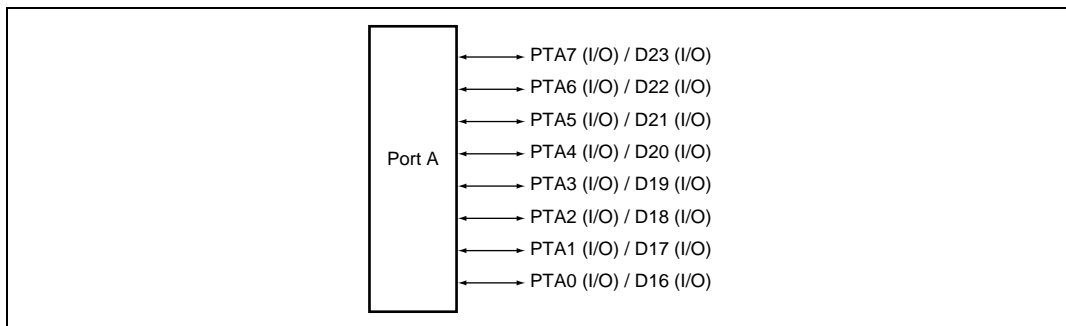 Port A
PTA7 (I/O) / D23 (I/O)
PTA6 (I/O) / D22 (I/O)
PTA5 (I/O) / D21 (I/O)
PTA4 (I/O) / D20 (I/O)
PTA3 (I/O) / D19 (I/O)
PTA2 (I/O) / D18 (I/O)
PTA1 (I/O) / D17 (I/O)
PTA0 (I/O) / D16 (I/O)